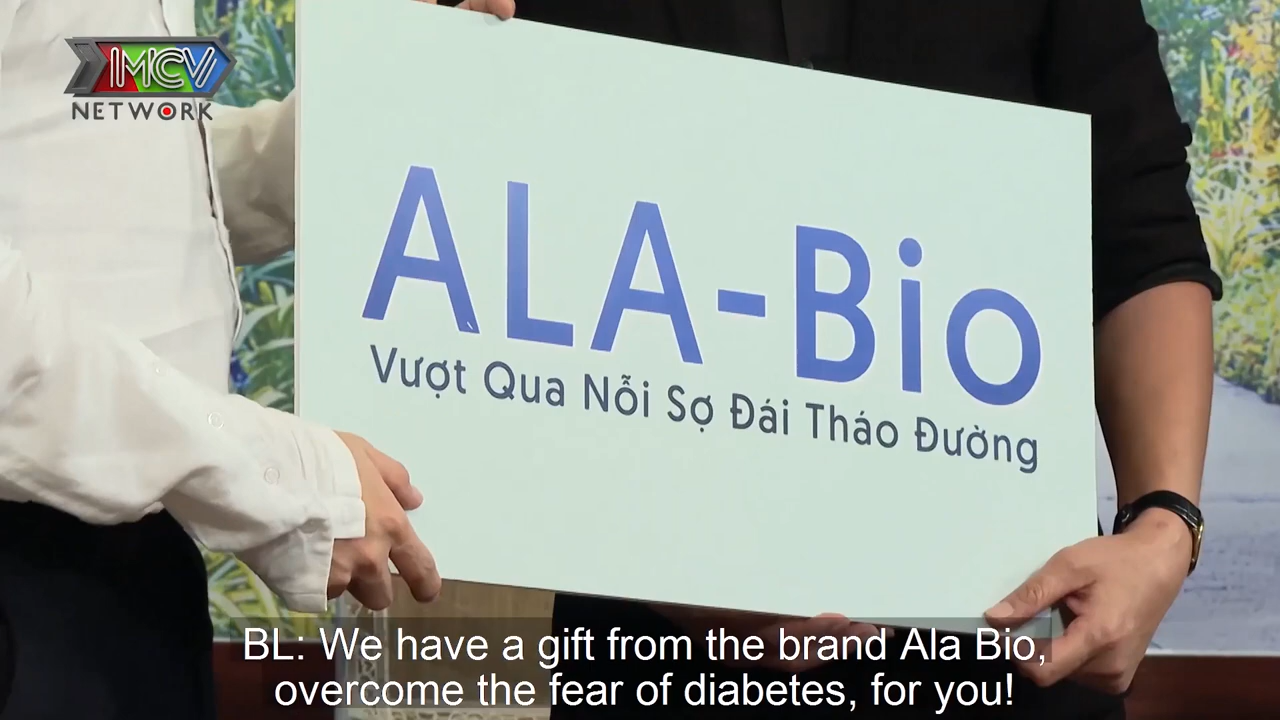 MCV
NETWORK
ALA-Bio
Vượt Qua Nỗi Sợ Đái Tháo Đường
BL: We have a gift from the brand Ala Bio,
overcome the fear of diabetes, for you!